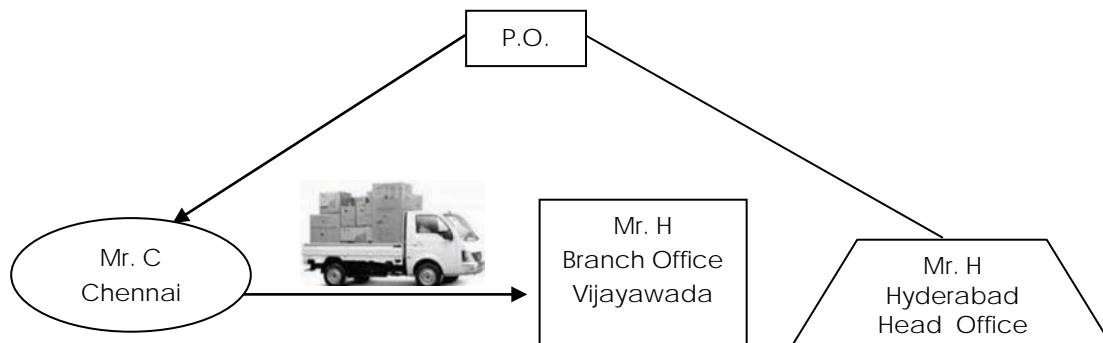 P.O.
Mr. C
Chennai
Mr. H
Branch Office
Vijayawada
Mr. H
Hyderabad
Head Office